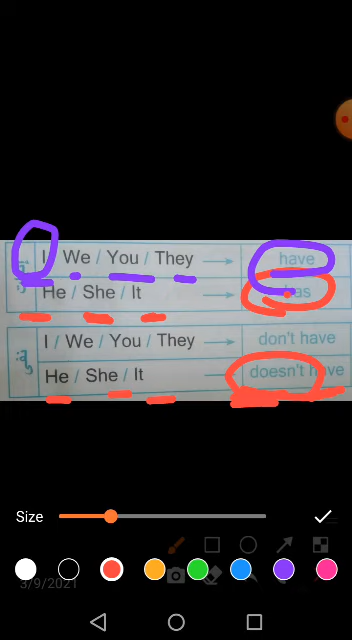 I / We / You / They → have
He / She / It → has
I / We / You / They → don't have
He / She / It → doesn't have
Size
3/9/2021